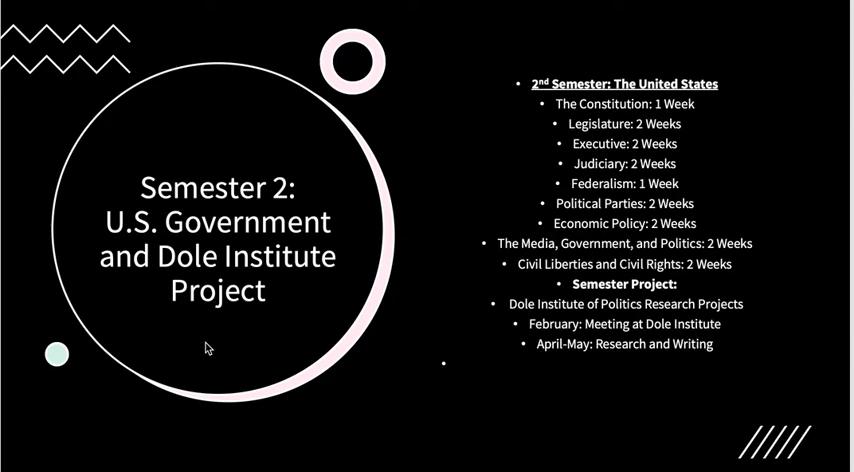 Semester 2:
U.S. Government
and Dole Institute
Project
• 2nd Semester: The United States
• The Constitution: 1 Week
• Legislature: 2 Weeks
• Executive: 2 Weeks
• Judiciary: 2 Weeks
• Federalism: 1 Week
• Political Parties: 2 Weeks
• Economic Policy: 2 Weeks
• The Media, Government, and Politics: 2 Weeks
• Civil Liberties and Civil Rights: 2 Weeks
• Semester Project:
• Dole Institute of Politics Research Projects
• February: Meeting at Dole Institute
• April-May: Research and Writing
•